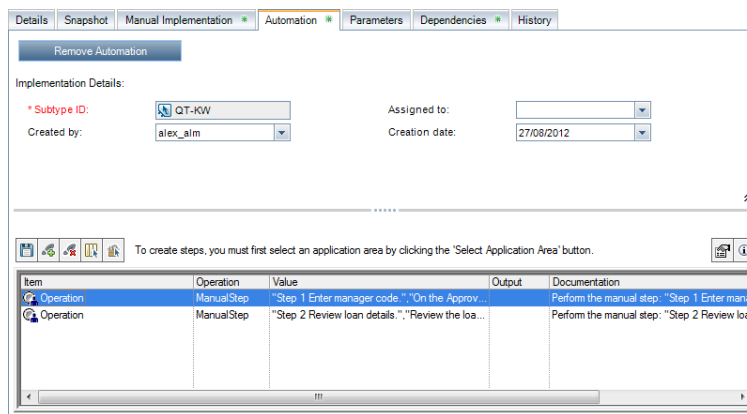 Details Snapshot Manual Implementation * Automation * Parameters Dependencies * History
Remove Automation
Implementation Details:
* Subtype ID: QT-KW Assigned to:
Created by: alex_alm Creation date: 27/08/2012
To create steps, you must first select an application area by clicking the 'Select Application Area' button.
Item Operation Value Output Documentation
Operation ManualStep "Step 1 Enter manager code.","On the Approv... Perform the manual step: "Step 1 Enter mana
Operation ManualStep "Step 2 Review loan details.","Review the loa... Perform the manual step: "Step 2 Review loa